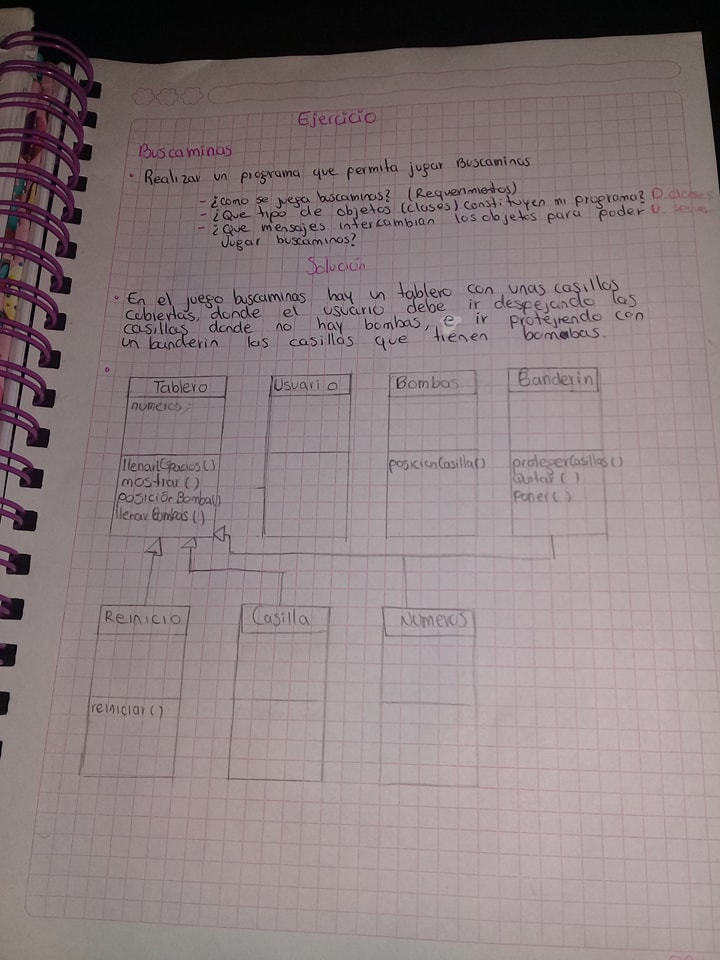 Ejercicio
Buscaminas
• Realizar un programa que permita jugar Buscaminas
- ¿como se juega buscaminas? (Requerimientos)
- ¿Que tipo de objetos (clases) constituyen mi programa? D. clases
- ¿Que mensajes intercambian los objetos para poder
Jugar buscaminas?
Solución
• En el juego buscaminas hay un tablero con unas casillas
cubiertas, donde el usuario debe ir despejando las
casillas donde no hay bombas, e ir protejiendo con
un banderin las casillas que tienen bombas.
Tablero Usuario Bombas Banderin
numeros
llenarEspacios() posicionCasilla() protegerCasillas()
mostrar() quitar()
posiciónBomba() Poner()
llenarBombas()
Reinicio Casilla Numeros
reiniciar()